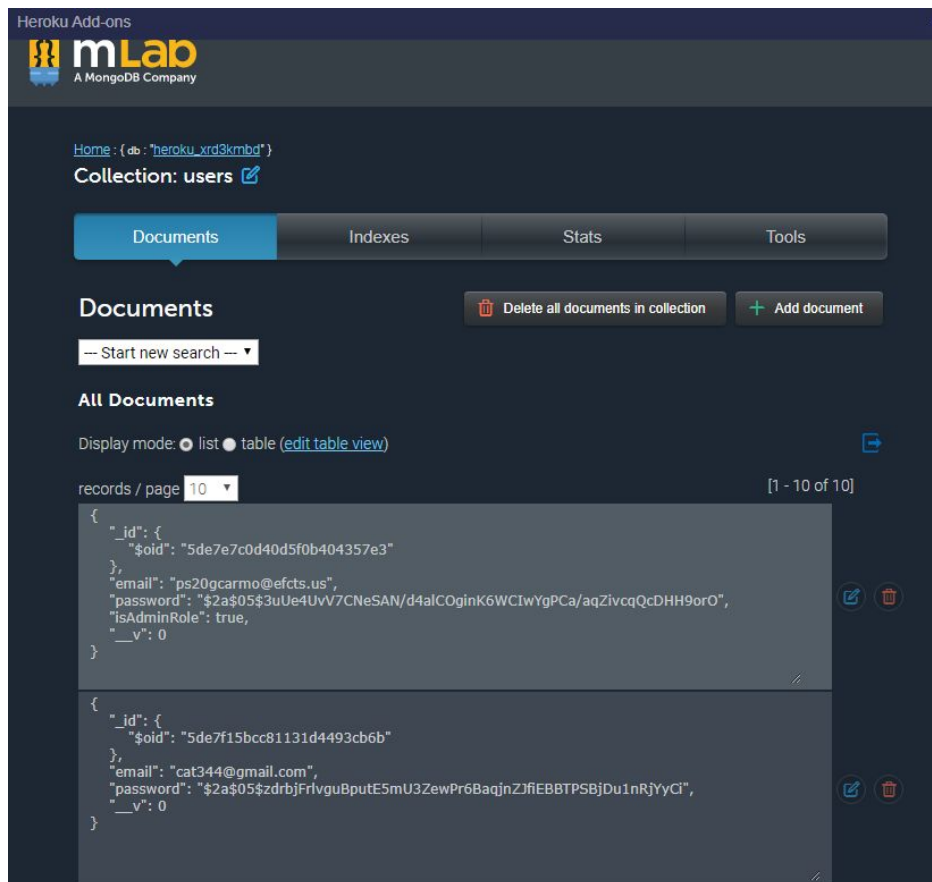 Heroku Add-ons
mLab
A MongoDB Company
Home : { db : "heroku_xrd3kmbd" }
Collection: users
Documents Indexes Stats Tools
Documents
Delete all documents in collection
Add document
--- Start new search ---
All Documents
Display mode: list table (edit table view)
records / page 10 [1 - 10 of 10]
{
"_id": {
"$oid": "5de7e7c0d40d5f0b404357e3"
},
"email": "ps20gcarmo@efcts.us",
"password": "$2a$05$3uUe4UvV7CNeSAN/d4alCOginK6WCIwYgPCa/aqZivcqQcDHH9orO",
"isAdminRole": true,
"__v": 0
}
{
"_id": {
"$oid": "5de7f15bcc81131d4493cb6b"
},
"email": "cat344@gmail.com",
"password": "$2a$05$zdrbjFrlvguBputE5mU3ZewPr6BaqjnZJfiEBBTPSBjDu1nRjYyCi",
"__v": 0
}